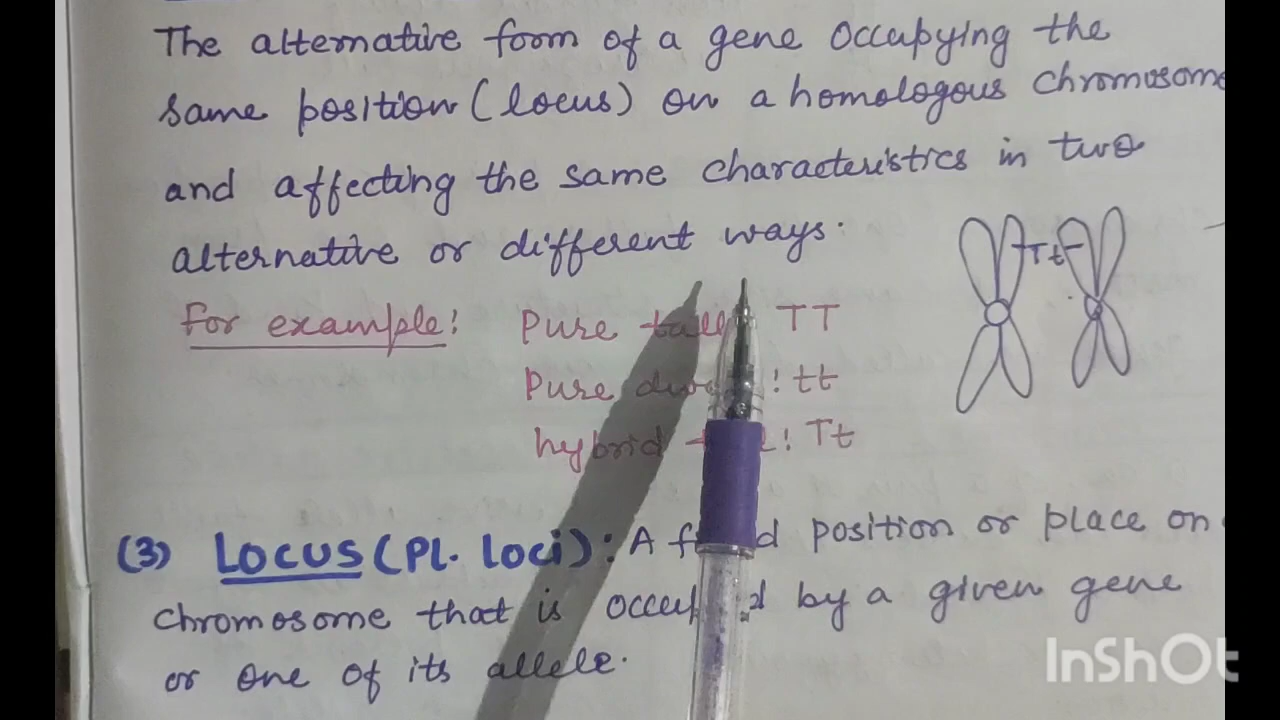 The alternative form of a gene occupying the
same position (locus) on a homologous chromosome
and affecting the same characteristics in two
alternative or different ways.
for example: Pure TT
Pure : tt
hybrid : Tt
T t
(3) Locus (Pl. loci): A position or place on
chromosome that is by a given gene
or one of its allele.
InShOt